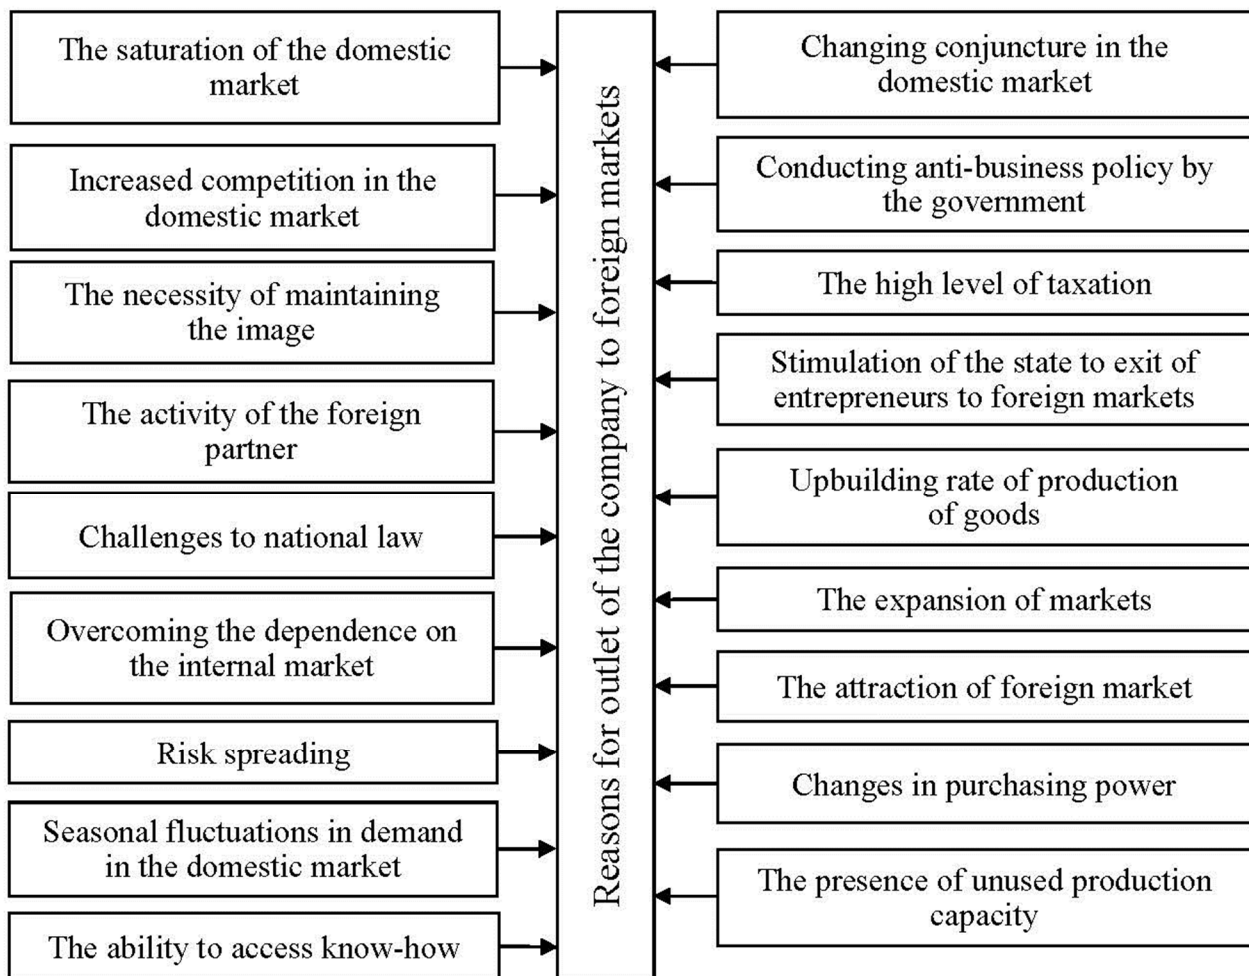 The saturation of the domestic
market
Increased competition in the
domestic market
The necessity of maintaining
the image
The activity of the foreign
partner
Challenges to national law
Overcoming the dependence on
the internal market
Risk spreading
Seasonal fluctuations in demand
in the domestic market
The ability to access know-how
Reasons for outlet of the company to foreign markets
Changing conjuncture in the
domestic market
Conducting anti-business policy by
the government
The high level of taxation
Stimulation of the state to exit of
entrepreneurs to foreign markets
Upbuilding rate of production
of goods
The expansion of markets
The attraction of foreign market
Changes in purchasing power
The presence of unused production
capacity